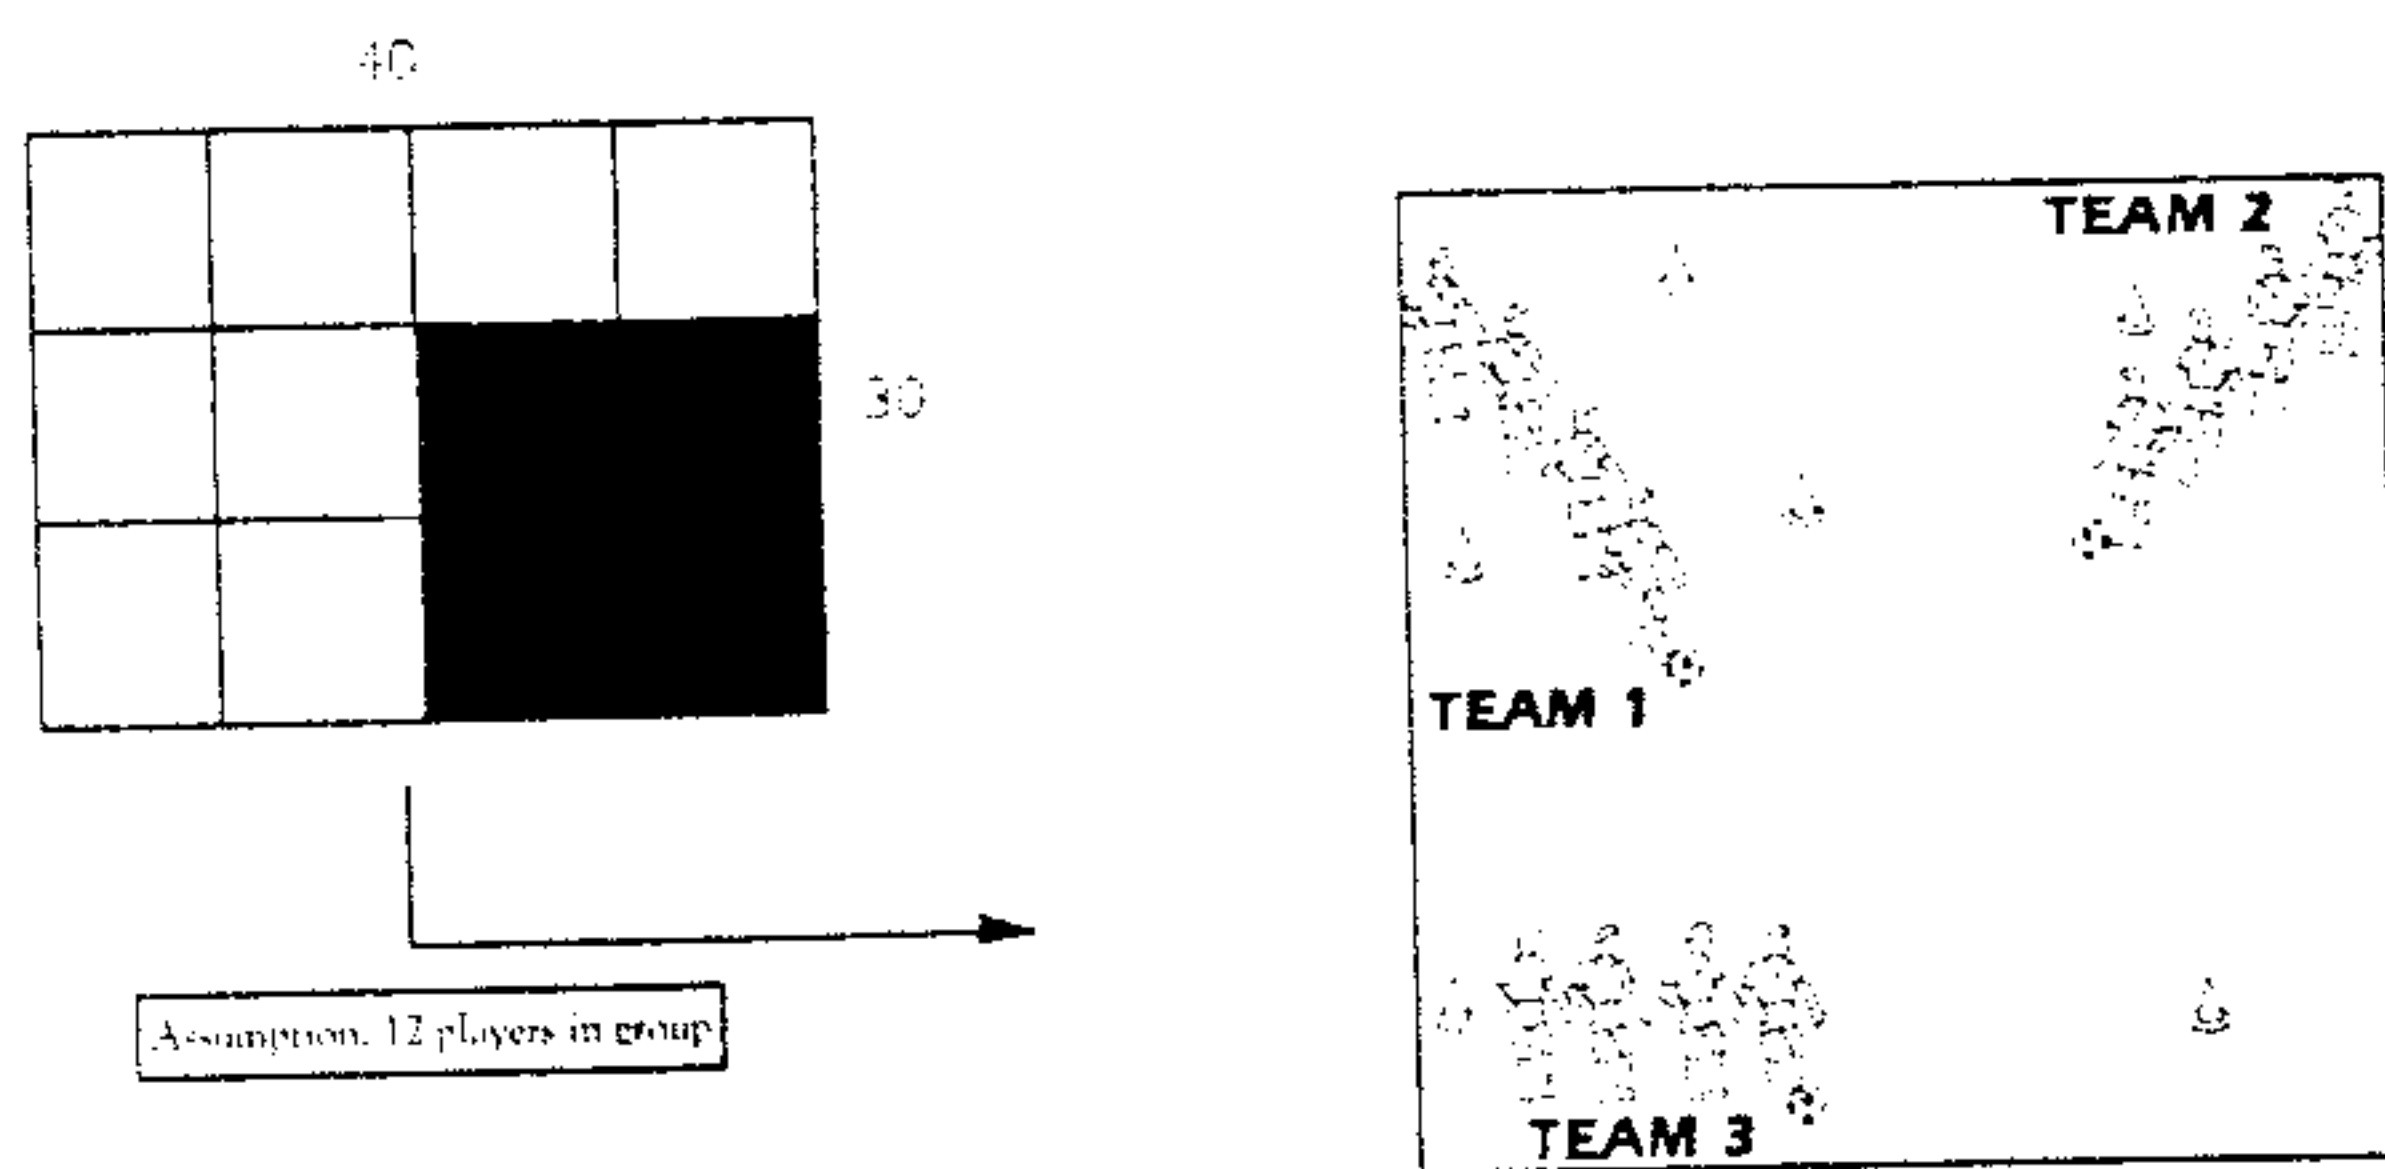 40
30
TEAM 2
TEAM 1
Assumption. 12 players in group
TEAM 3